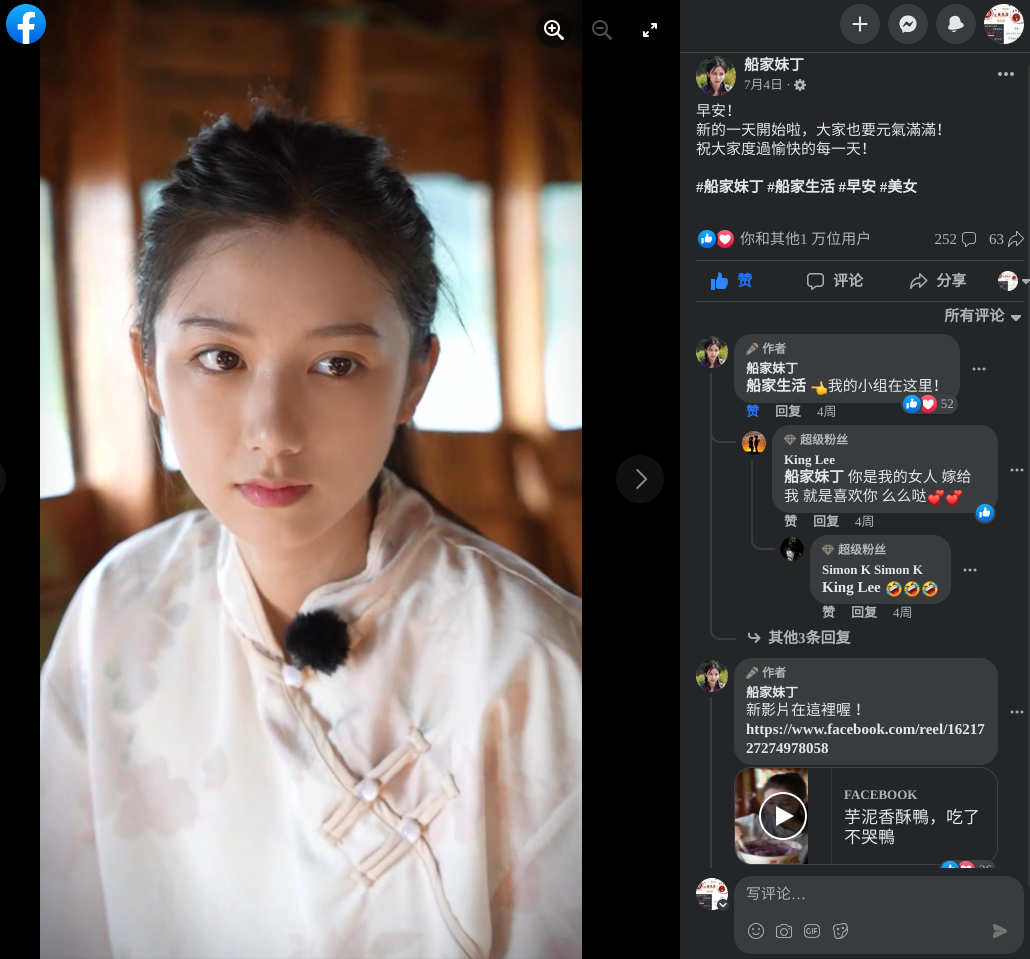 船家妹丁
7月4日 ·
早安！
新的一天開始啦，大家也要元氣滿滿！
祝大家度過愉快的每一天！
#船家妹丁 #船家生活 #早安 #美女
你和其他1 万位用户
252
63
赞
评论
分享
所有评论
作者
船家妹丁
船家生活 👈我的小组在这里！
赞 回复 4周
52
超级粉丝
King Lee
船家妹丁 你是我的女人 嫁给
我 就是喜欢你 么么哒💕💕
赞 回复 4周
超级粉丝
Simon K Simon K
King Lee 🤣🤣🤣
赞 回复 4周
其他3条回复
作者
船家妹丁
新影片在這裡喔 ！
https://www.facebook.com/reel/16217
27274978058
FACEBOOK
芋泥香酥鴨，吃了
不哭鴨
写评论…
GIF